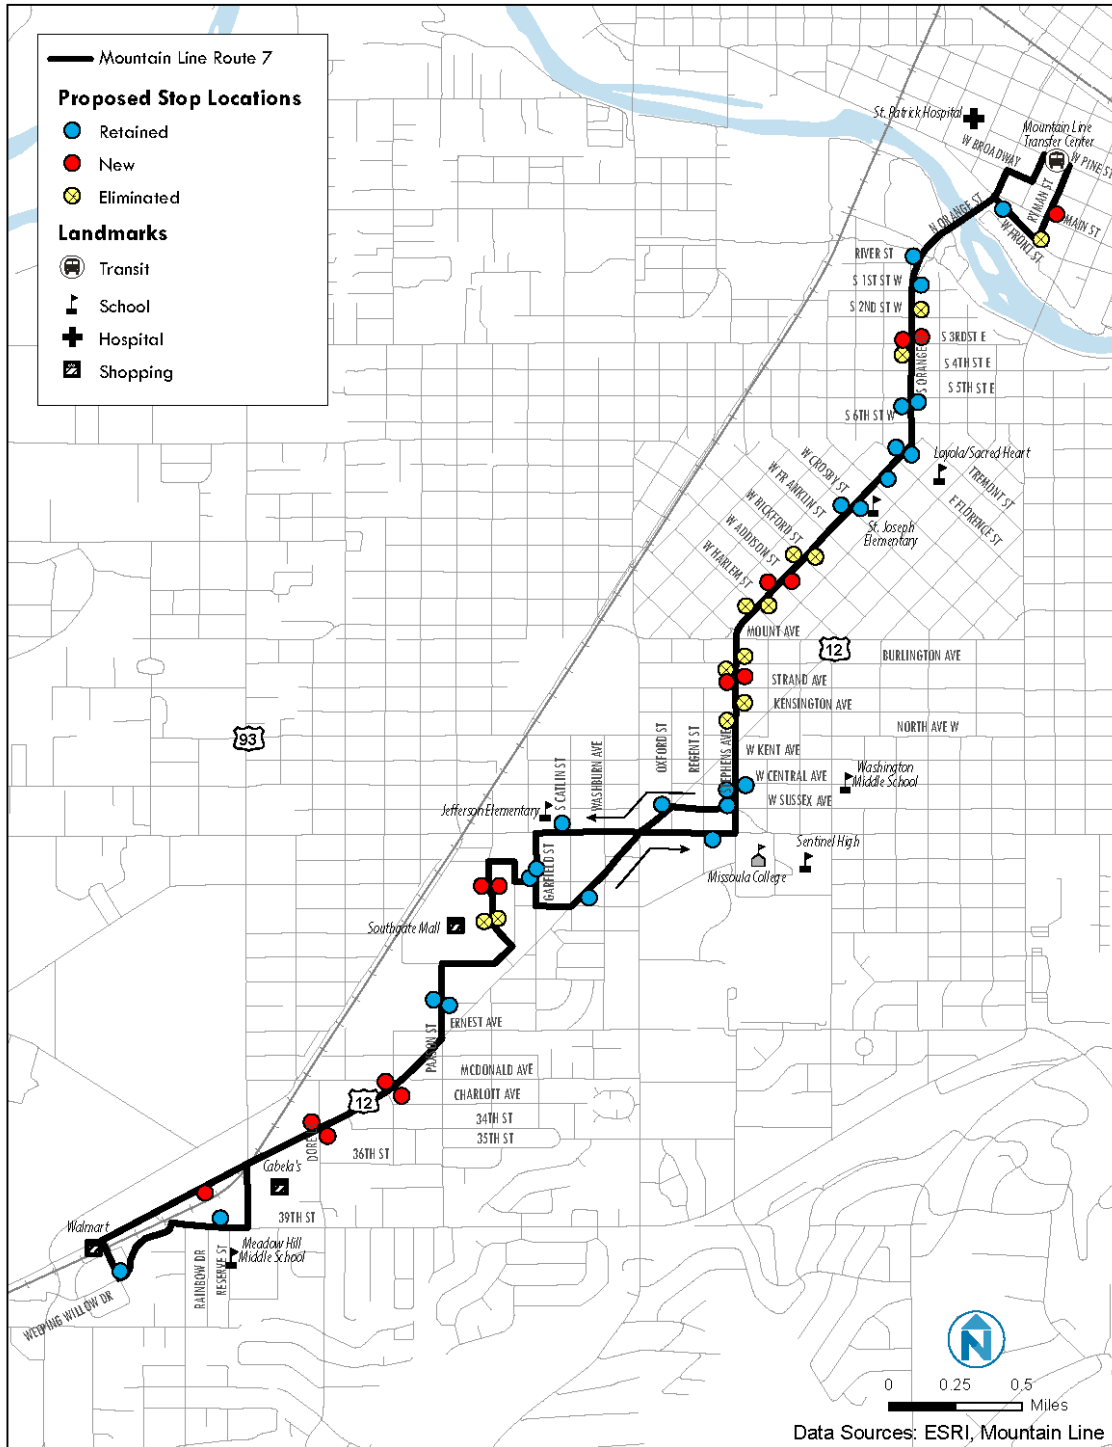 Mountain Line Route 7
Proposed Stop Locations
Retained
New
Eliminated
Landmarks
Transit
School
Hospital
Shopping
St. Patrick Hospital
Mountain Line
Transfer Center
W BROADWAY
W PINE ST
RYMAN ST
MAIN ST
N ORANGE ST
W FRONT ST
RIVER ST
S 1ST ST W
S 2ND ST W
S 3RD ST E
S ORANGE
S 4TH ST E
S 5TH ST E
S 6TH ST W
Loyola/Sacred Heart
W CROSBY ST
TREMONT ST
W FRANKLIN ST
E FLORENCE ST
W BICKFORD ST
St. Joseph
Elementary
W ADDISON ST
W HARLEM ST
MOUNT AVE
12
BURLINGTON AVE
STRAND AVE
KENSINGTON AVE
NORTH AVE W
93
OXFORD ST
REGENT ST
STEPHENS AVE
W KENT AVE
S CATLIN ST
WASHBURN AVE
W CENTRAL AVE
Washington
Middle School
W SUSSEX AVE
Jefferson Elementary
Sentinel High
GARFIELD ST
Missoula College
Southgate Mall
ERNEST AVE
PAXSON ST
MCDONALD AVE
CHARLOTT AVE
12
34TH ST
35TH ST
DORE
36TH ST
Cabela's
39TH ST
Walmart
Meadow Hill
Middle School
RAINBOW DR
RESERVE ST
WEEPING WILLOW DR
N
0 0.25 0.5
Miles
Data Sources: ESRI, Mountain Line